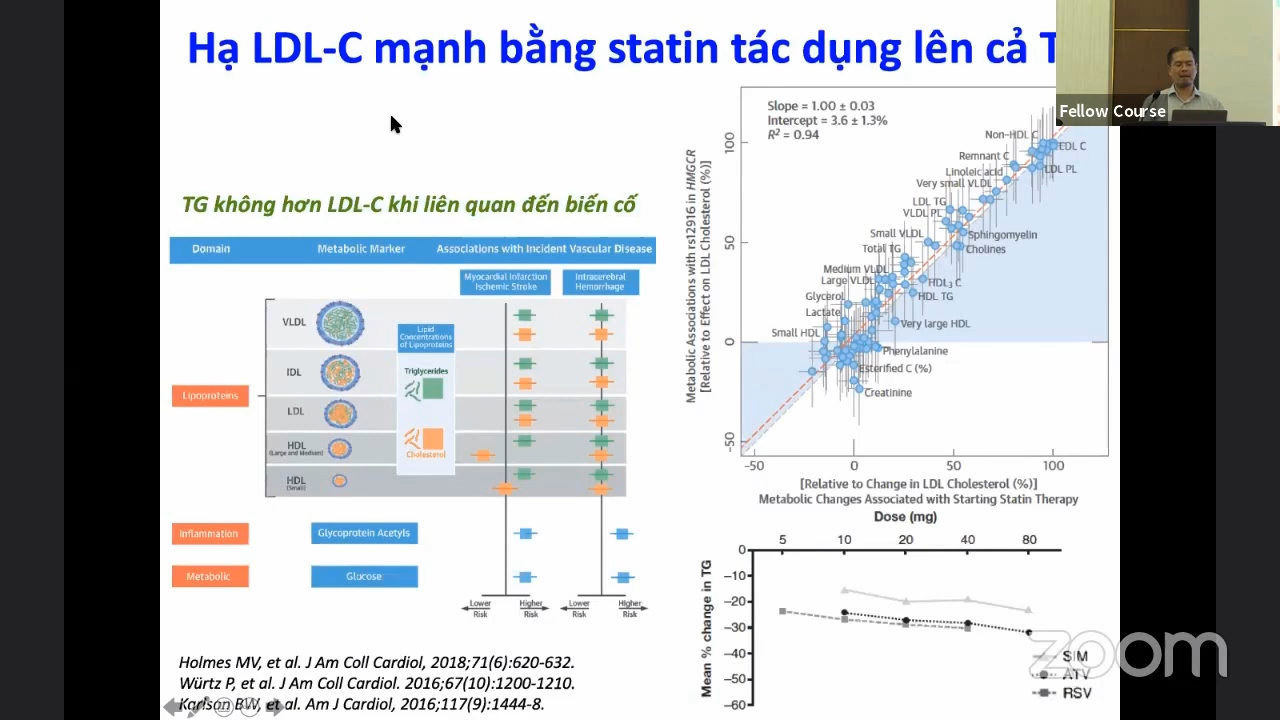 Hạ LDL-C mạnh bằng statin tác dụng lên cả T
Fellow Course
TG không hơn LDL-C khi liên quan đến biến cố
Domain
Metabolic Marker
Associations with Incident Vascular Disease
Myocardial Infarction
Ischemic Stroke
Intracerebral
Hemorrhage
VLDL
IDL
LDL
HDL
(Large and Medium)
HDL
(Small)
Lipoproteins
Lipid
Concentrations
of Lipoproteins
Triglycerides
Cholesterol
Inflammation
Glycoprotein Acetyls
Metabolic
Glucose
Lower
Risk
Higher
Risk
Lower
Risk
Higher
Risk
Holmes MV, et al. J Am Coll Cardiol, 2018;71(6):620-632.
Würtz P, et al. J Am Coll Cardiol. 2016;67(10):1200-1210.
Karlson BW, et al. Am J Cardiol, 2016;117(9):1444-8.
Slope = 1.00 ± 0.03
Intercept = 3.6 ± 1.3%
R² = 0.94
Metabolic Associations with rs12916 in HMGCR
[Relative to Effect on LDL Cholesterol (%)]
100
50
0
-50
Non-HDL C
LDL C
Remnant C
LDL PL
Linoleic acid
Very small VLDL
LDL TG
VLDL PL
Small VLDL
Sphingomyelin
Total TG
Cholines
Medium VLDL
Large VLDL
HDL₃ C
Glycerol
HDL TG
Lactate
Very large HDL
Small HDL
Phenylalanine
Esterified C (%)
Creatinine
-50
0
50
100
[Relative to Change in LDL Cholesterol (%)]
Metabolic Changes Associated with Starting Statin Therapy
Dose (mg)
5
10
20
40
80
Mean % change in TG
0
-10
-20
-30
-40
-50
-60
SIM
ATV
RSV
zoom